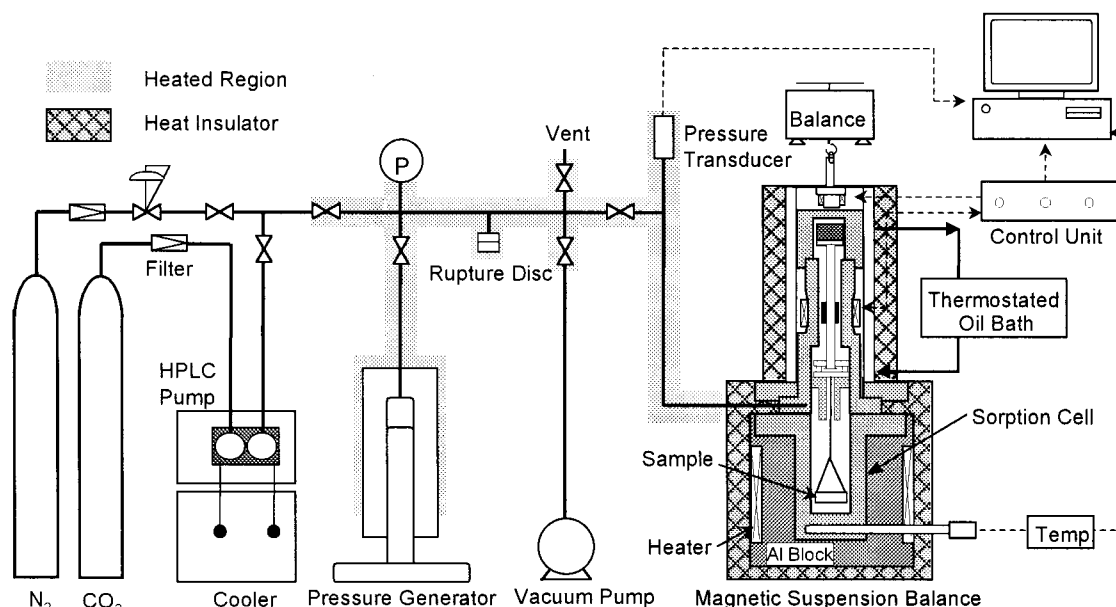 Heated Region
Heat Insulator
P
Vent
Pressure
Transducer
Balance
Control Unit
Filter
Rupture Disc
Thermostated
Oil Bath
HPLC
Pump
Sorption Cell
Sample
Heater
Al Block
Temp
N2
CO2
Cooler
Pressure Generator
Vacuum Pump
Magnetic Suspension Balance